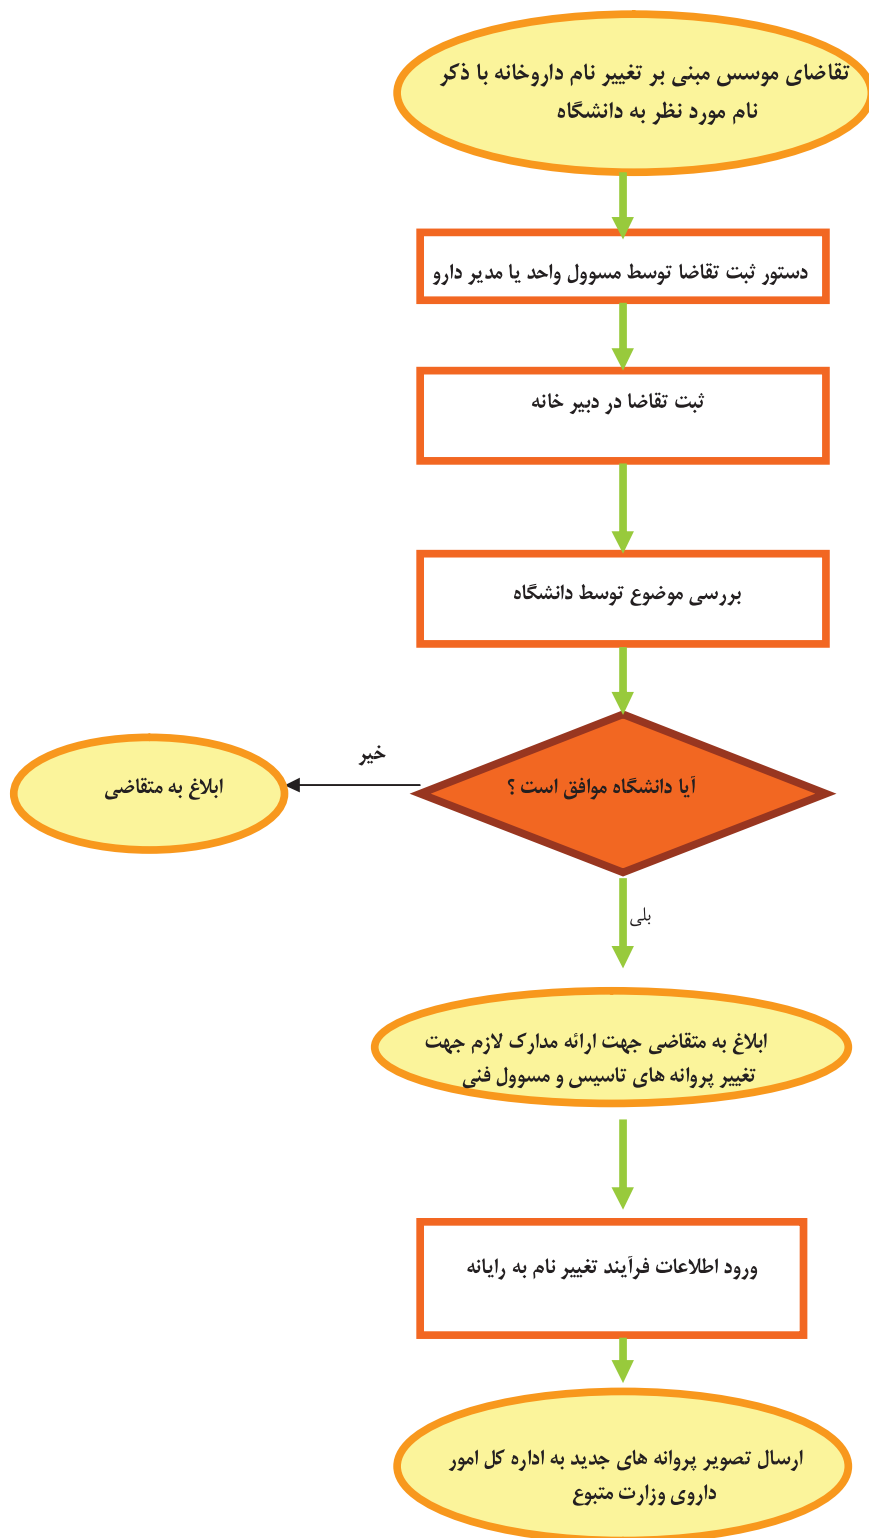 تقاضای موسس مبنی بر تغییر نام داروخانه با ذکر
نام مورد نظر به دانشگاه
دستور ثبت تقاضا توسط مسوول واحد یا مدیر دارو
ثبت تقاضا در دبیر خانه
بررسی موضوع توسط دانشگاه
آیا دانشگاه موافق است ؟
خیر
ابلاغ به متقاضی
بلی
ابلاغ به متقاضی جهت ارائه مدارک لازم جهت
تغییر پروانه های تاسیس و مسوول فنی
ورود اطلاعات فرآیند تغییر نام به رایانه
ارسال تصویر پروانه های جدید به اداره کل امور
داروی وزارت متبوع